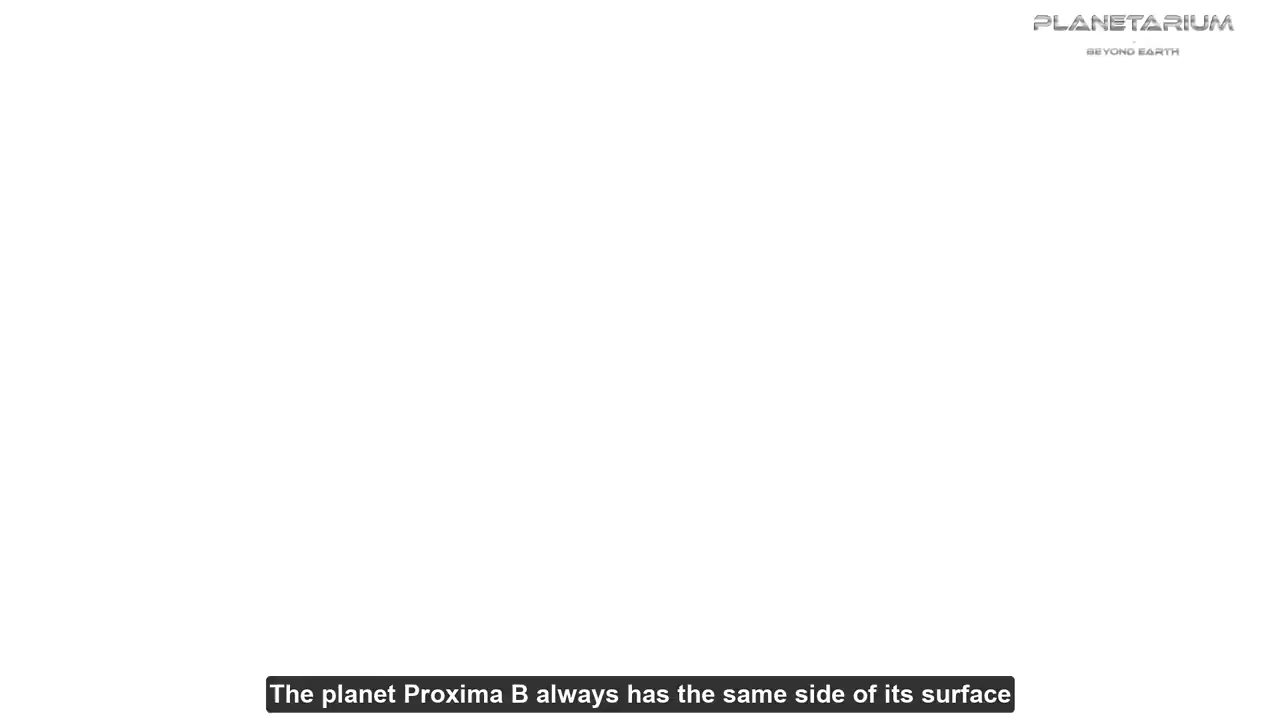 PLANETARIUM
-
BEYOND EARTH
The planet Proxima B always has the same side of its surface